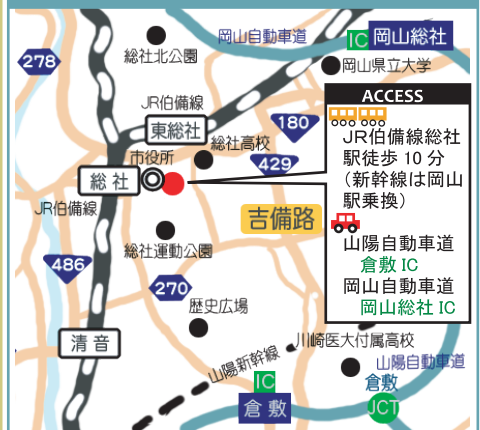 岡山自動車道
IC 岡山総社
278
総社北公園
岡山県立大学
JR伯備線
東総社
180
総社高校
429
市役所
総社
JR伯備線
吉備路
総社運動公園
486
270
歴史広場
清音
川崎医大付属高校
山陽新幹線
山陽自動車道
IC
倉敷
倉敷
JCT
ACCESS
JR伯備線総社
駅徒歩 10 分
(新幹線は岡山
駅乗換)
山陽自動車道
倉敷 IC
岡山自動車道
岡山総社 IC